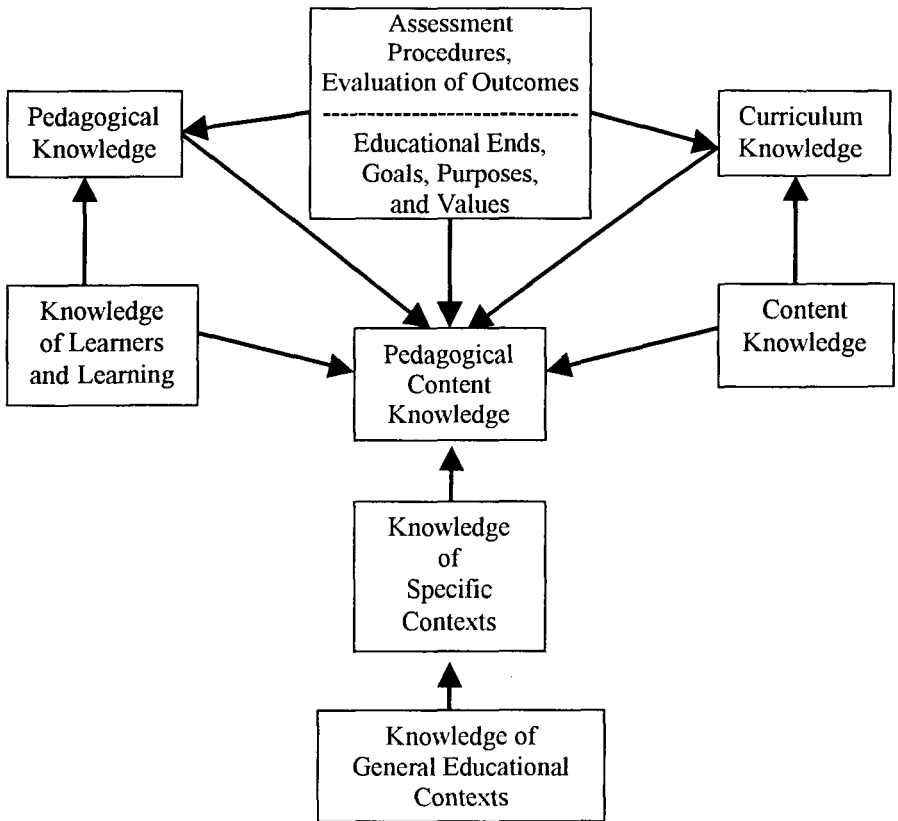 Assessment
Procedures,
Evaluation of Outcomes
Educational Ends,
Goals, Purposes,
and Values
Pedagogical
Knowledge
Curriculum
Knowledge
Knowledge
of Learners
and Learning
Pedagogical
Content
Knowledge
Content
Knowledge
Knowledge
of
Specific
Contexts
Knowledge of
General Educational
Contexts